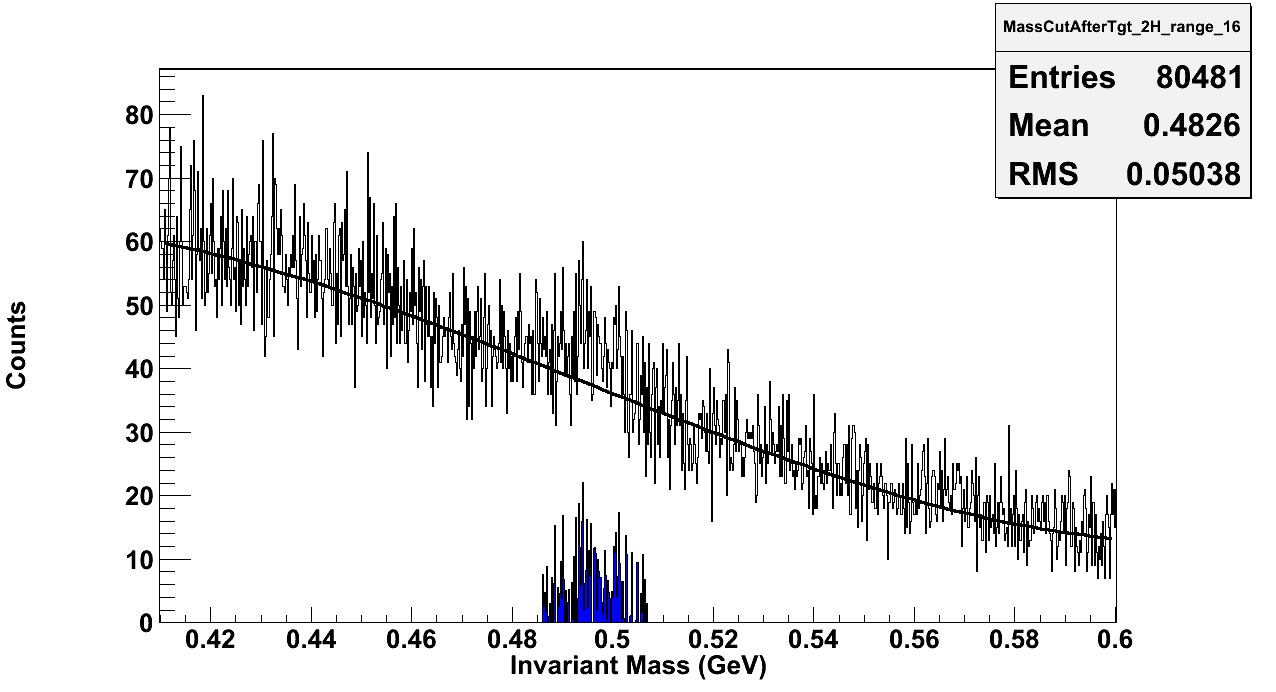 MassCutAfterTgt_2H_range_16
Entries 80481
Mean 0.4826
RMS 0.05038
Counts
80
70
60
50
40
30
20
10
0
0.42 0.44 0.46 0.48 0.5 0.52 0.54 0.56 0.58 0.6
Invariant Mass (GeV)